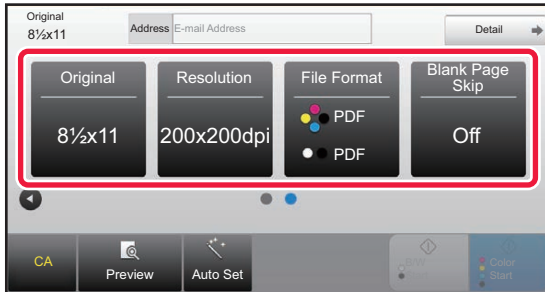 Original
8½x11
Address E-mail Address
Detail
Original
8½x11
Resolution
200x200dpi
File Format
PDF
PDF
Blank Page
Skip
Off
CA
Preview
Auto Set
Color
Start